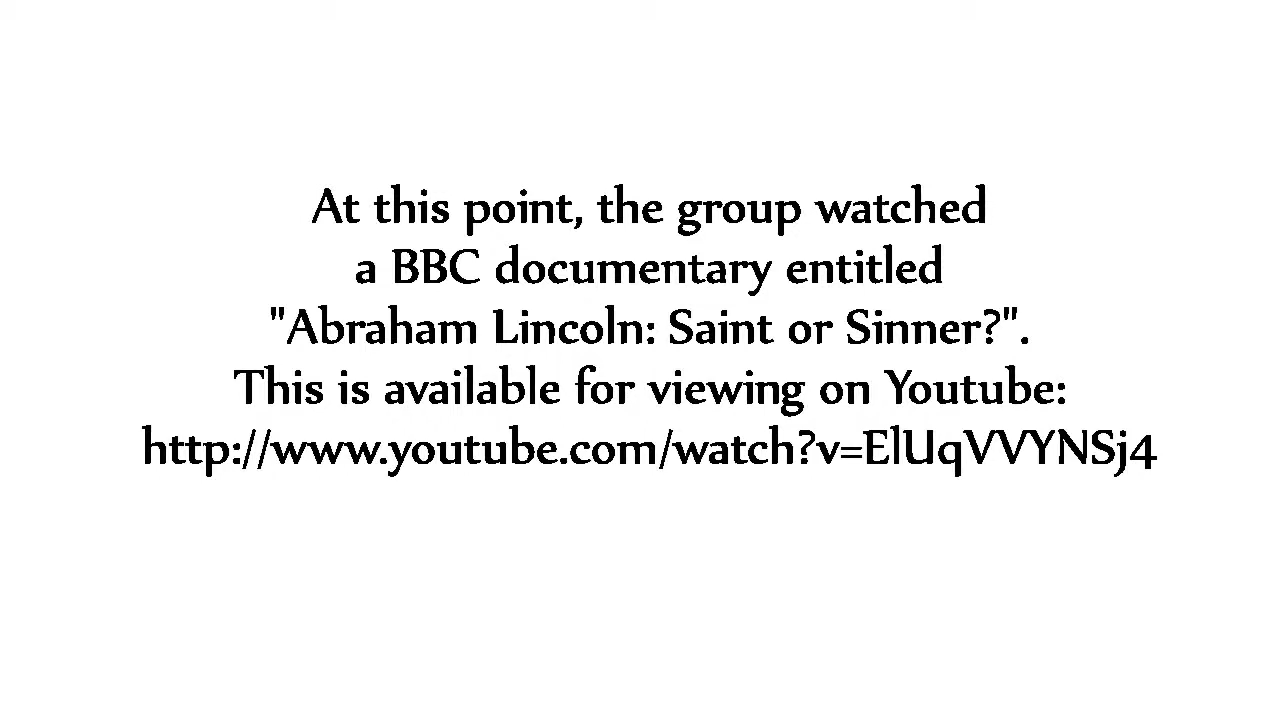 At this point, the group watched
a BBC documentary entitled
"Abraham Lincoln: Saint or Sinner?".
This is available for viewing on Youtube:
http://www.youtube.com/watch?v=ElUqVVYNSj4